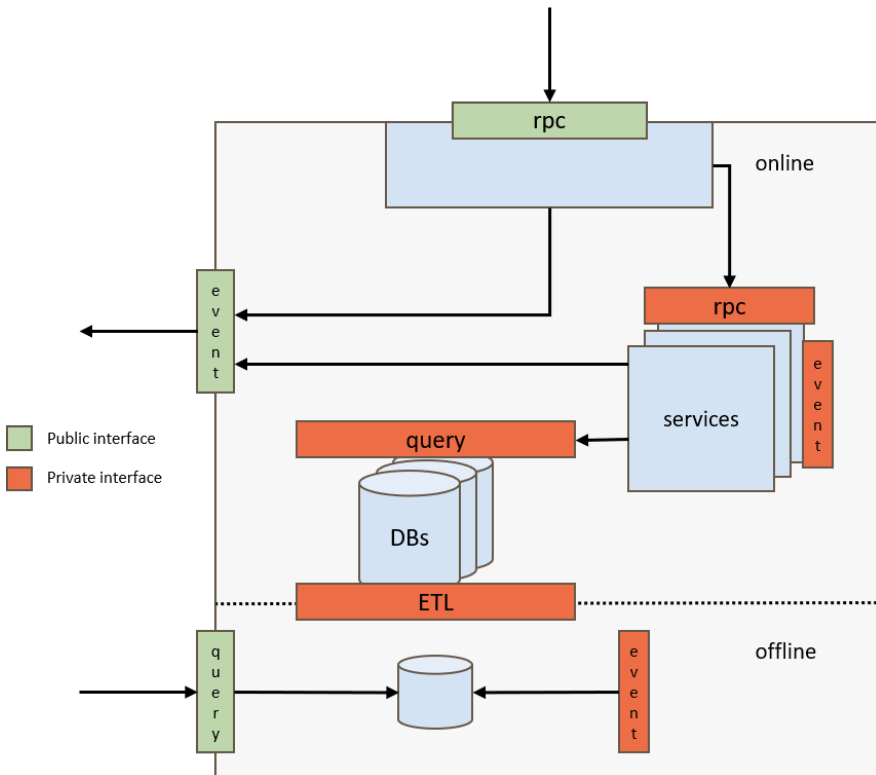 rpc
online
event
rpc
event
services
query
Public interface
Private interface
DBs
ETL
query
event
offline